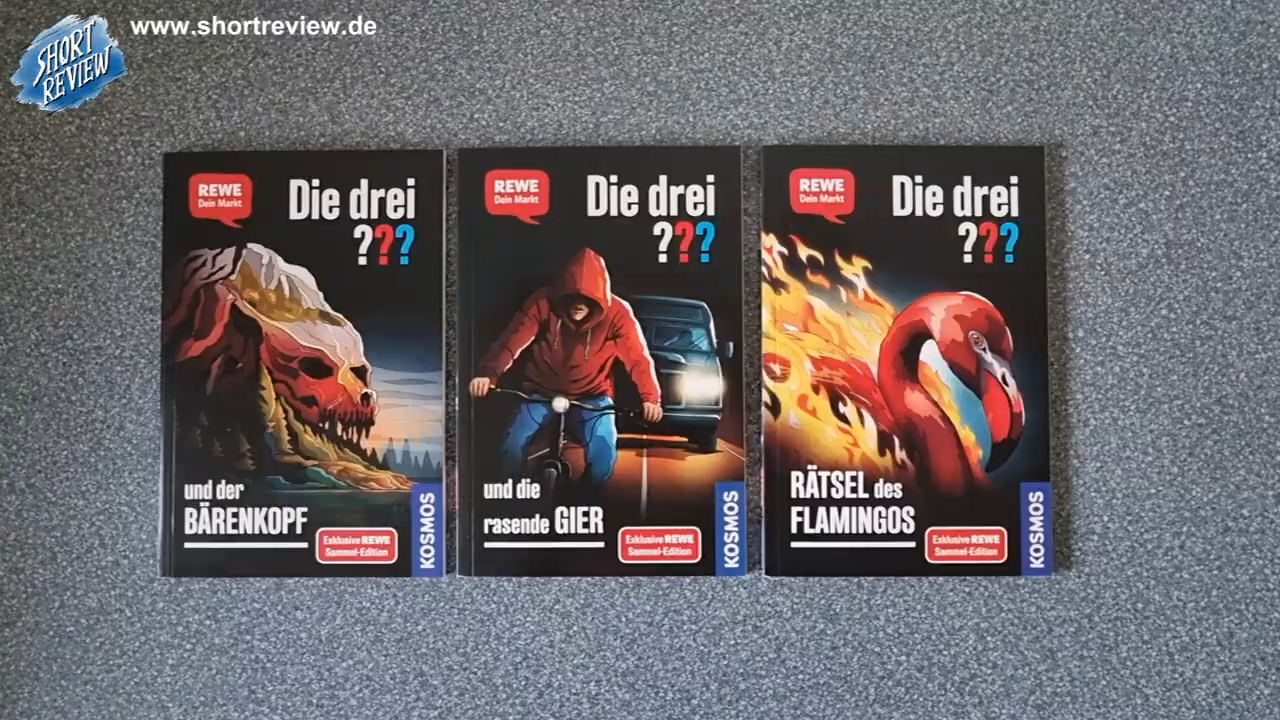 SHORT
REVIEW
www.shortreview.de
REWE
Dein Markt
Die drei
???
und der
BÄRENKOPF
Exklusive REWE
Sammel-Edition
KOSMOS
REWE
Dein Markt
Die drei
???
und die
rasende GIER
Exklusive REWE
Sammel-Edition
KOSMOS
REWE
Dein Markt
Die drei
???
RÄTSEL des
FLAMINGOS
Exklusive REWE
Sammel-Edition
KOSMOS